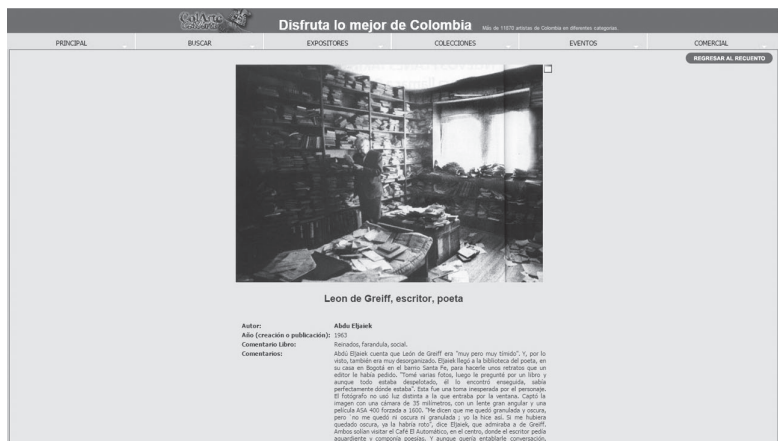 ColArte
Disfruta lo mejor de Colombia Más de 11070 artistas de Colombia en diferentes categorías
PRINCIPAL BUSCAR EXPOSITORES COLECCIONES EVENTOS COMERCIAL
REGRESAR AL RECUENTO
Leon de Greiff, escritor, poeta
Autor: Abdu Eljaiek
Año (creación o publicación): 1963
Comentario Libro: Reinados, farandula, social.
Comentarios: Abdú Eljaiek cuenta que León de Greiff era "muy pero muy tímido". Y, por lo
visto, también era muy desorganizado. Eljaiek llegó a la biblioteca del poeta, en
su casa en Bogotá en el barrio Santa Fe, para hacerle unos retratos que un
editor le había pedido. "Tomé varias fotos, luego le pregunté por un libro y
aunque todo estaba despelotado, él lo encontró enseguida, sabía
perfectamente dónde estaba". Esta fue una toma inesperada por el personaje.
El fotógrafo no usó luz distinta a la que entraba por la ventana. Captó la
imagen con una cámara de 35 milímetros, con un lente gran angular y una
película ASA 400 forzada a 1600. "Me dicen que me quedó granulada y oscura,
pero ¨no me quedó ni oscura ni granulada ; yo la hice así. Si me hubiera
quedado oscura, ya la habría roto", dice Eljaiek, que admiraba a de Greiff.
Ambos solían visitar el Café El Automático, en el centro, donde el escritor pedía
aguardiente y componía poesías. Y aunque quería entablarle conversación,